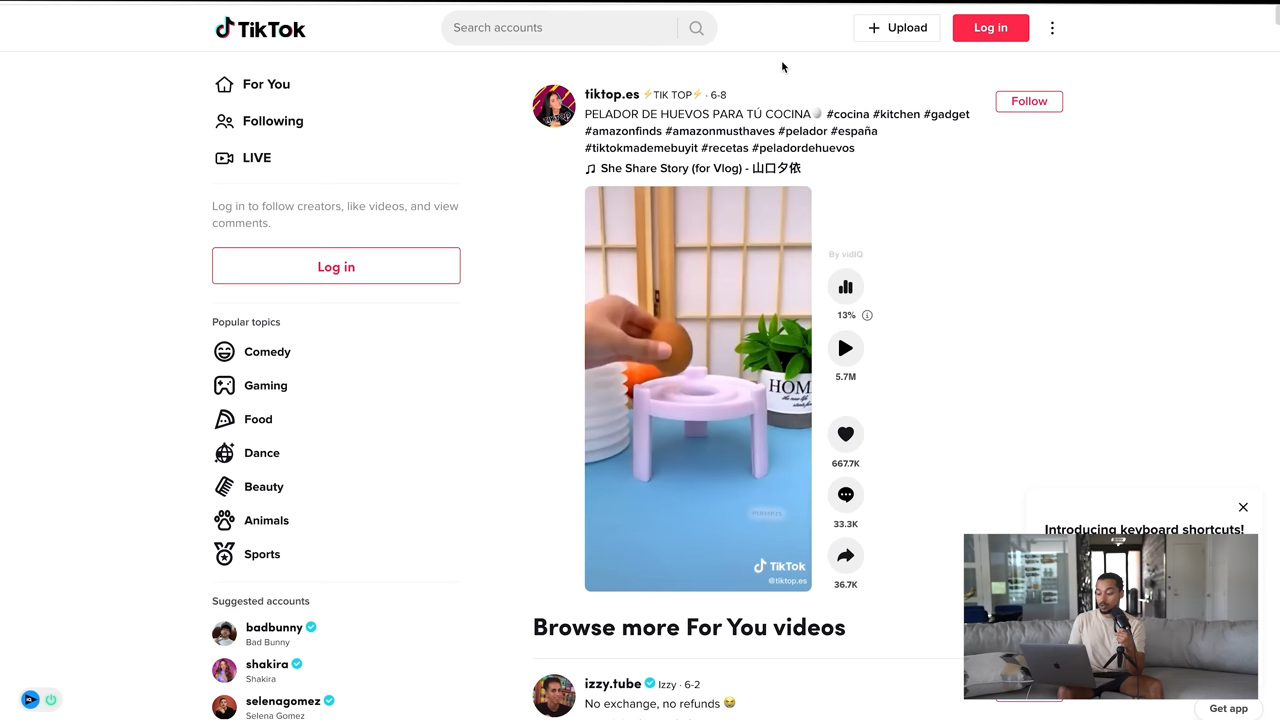 TikTok
Search accounts
Upload
Log in
For You
Following
LIVE
Log in to follow creators, like videos, and view
comments.
Log in
Popular topics
Comedy
Gaming
Food
Dance
Beauty
Animals
Sports
Suggested accounts
badbunny
Bad Bunny
shakira
Shakira
selenagomez
Selena Gomez
tiktop.es ⚡TIK TOP⚡ · 6-8
Follow
PELADOR DE HUEVOS PARA TÚ COCINA🥚 #cocina #kitchen #gadget
#amazonfinds #amazonmusthaves #pelador #españa
#tiktokmademebuyit #recetas #peladordehuevos
She Share Story (for Vlog) - 山口夕依
HOME
TikTok
@tiktop.es
By vidIQ
13%
5.7M
667.7K
33.3K
36.7K
Browse more For You videos
izzy.tube Izzy · 6-2
No exchange, no refunds 😂
Introducing keyboard shortcuts!
Get app